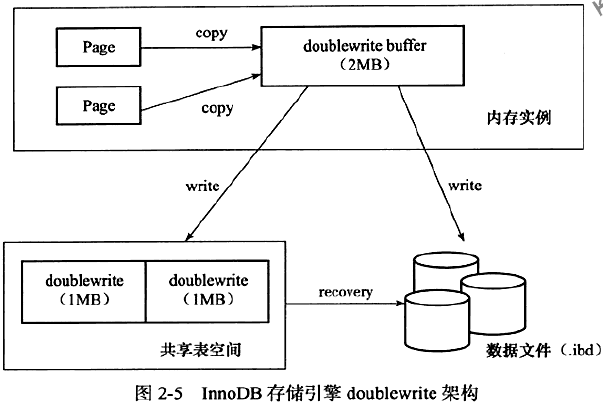 Page
copy
doublewrite buffer
（2MB）
Page
copy
内存实例
write
write
doublewrite
（1MB）
doublewrite
（1MB）
recovery
共享表空间
数据文件（.ibd）
图 2-5 InnoDB 存储引擎 doublewrite 架构